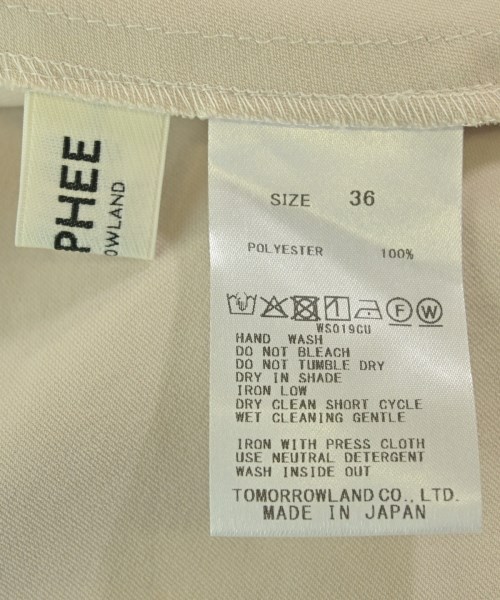 PHEE
OWLAND
SIZE 36
POLYESTER 100%
F W
WS019CU
HAND WASH
DO NOT BLEACH
DO NOT TUMBLE DRY
DRY IN SHADE
IRON LOW
DRY CLEAN SHORT CYCLE
WET CLEANING GENTLE
IRON WITH PRESS CLOTH
USE NEUTRAL DETERGENT
WASH INSIDE OUT
TOMORROWLAND CO., LTD.
MADE IN JAPAN